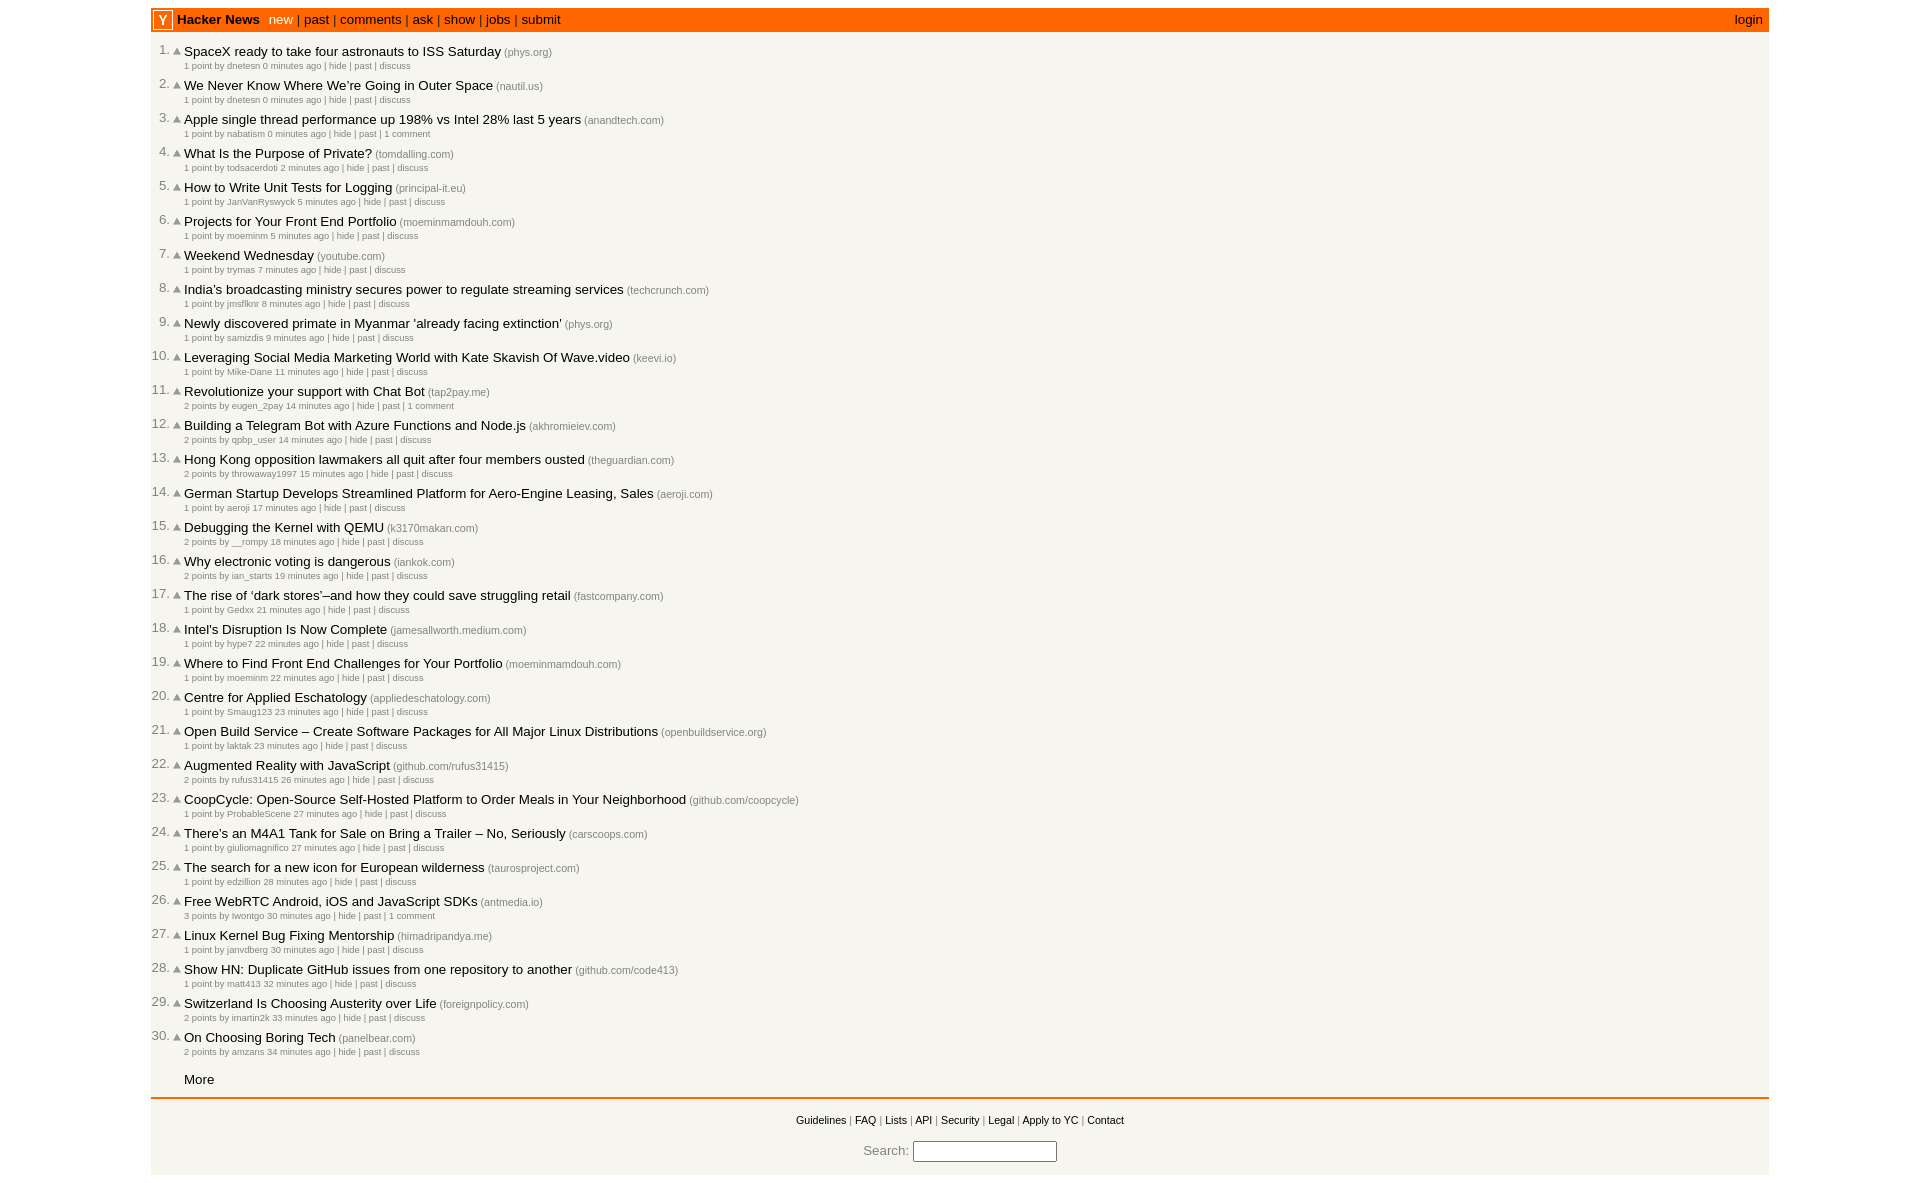 Y Hacker News new | past | comments | ask | show | jobs | submit login
1. SpaceX ready to take four astronauts to ISS Saturday (phys.org)
1 point by dnetesn 0 minutes ago | hide | past | discuss
2. We Never Know Where We’re Going in Outer Space (nautil.us)
1 point by dnetesn 0 minutes ago | hide | past | discuss
3. Apple single thread performance up 198% vs Intel 28% last 5 years (anandtech.com)
1 point by nabatism 0 minutes ago | hide | past | 1 comment
4. What Is the Purpose of Private? (tomdalling.com)
1 point by todsacerdoti 2 minutes ago | hide | past | discuss
5. How to Write Unit Tests for Logging (principal-it.eu)
1 point by JanVanRyswyck 5 minutes ago | hide | past | discuss
6. Projects for Your Front End Portfolio (moeminmamdouh.com)
1 point by moeminm 5 minutes ago | hide | past | discuss
7. Weekend Wednesday (youtube.com)
1 point by trymas 7 minutes ago | hide | past | discuss
8. India’s broadcasting ministry secures power to regulate streaming services (techcrunch.com)
1 point by jmsflknr 8 minutes ago | hide | past | discuss
9. Newly discovered primate in Myanmar 'already facing extinction' (phys.org)
1 point by samizdis 9 minutes ago | hide | past | discuss
10. Leveraging Social Media Marketing World with Kate Skavish Of Wave.video (keevi.io)
1 point by Mike-Dane 11 minutes ago | hide | past | discuss
11. Revolutionize your support with Chat Bot (tap2pay.me)
2 points by eugen_2pay 14 minutes ago | hide | past | 1 comment
12. Building a Telegram Bot with Azure Functions and Node.js (akhromieiev.com)
2 points by qpbp_user 14 minutes ago | hide | past | discuss
13. Hong Kong opposition lawmakers all quit after four members ousted (theguardian.com)
2 points by throwaway1997 15 minutes ago | hide | past | discuss
14. German Startup Develops Streamlined Platform for Aero-Engine Leasing, Sales (aeroji.com)
1 point by aeroji 17 minutes ago | hide | past | discuss
15. Debugging the Kernel with QEMU (k3170makan.com)
2 points by __rompy 18 minutes ago | hide | past | discuss
16. Why electronic voting is dangerous (iankok.com)
2 points by ian_starts 19 minutes ago | hide | past | discuss
17. The rise of ‘dark stores’–and how they could save struggling retail (fastcompany.com)
1 point by Gedxx 21 minutes ago | hide | past | discuss
18. Intel's Disruption Is Now Complete (jamesallworth.medium.com)
1 point by hype7 22 minutes ago | hide | past | discuss
19. Where to Find Front End Challenges for Your Portfolio (moeminmamdouh.com)
1 point by moeminm 22 minutes ago | hide | past | discuss
20. Centre for Applied Eschatology (appliedeschatology.com)
1 point by Smaug123 23 minutes ago | hide | past | discuss
21. Open Build Service – Create Software Packages for All Major Linux Distributions (openbuildservice.org)
1 point by laktak 23 minutes ago | hide | past | discuss
22. Augmented Reality with JavaScript (github.com/rufus31415)
2 points by rufus31415 26 minutes ago | hide | past | discuss
23. CoopCycle: Open-Source Self-Hosted Platform to Order Meals in Your Neighborhood (github.com/coopcycle)
1 point by ProbableScene 27 minutes ago | hide | past | discuss
24. There’s an M4A1 Tank for Sale on Bring a Trailer – No, Seriously (carscoops.com)
1 point by giuliomagnifico 27 minutes ago | hide | past | discuss
25. The search for a new icon for European wilderness (taurosproject.com)
1 point by edzillion 28 minutes ago | hide | past | discuss
26. Free WebRTC Android, iOS and JavaScript SDKs (antmedia.io)
3 points by Iwontgo 30 minutes ago | hide | past | 1 comment
27. Linux Kernel Bug Fixing Mentorship (himadripandya.me)
1 point by janvdberg 30 minutes ago | hide | past | discuss
28. Show HN: Duplicate GitHub issues from one repository to another (github.com/code413)
1 point by matt413 32 minutes ago | hide | past | discuss
29. Switzerland Is Choosing Austerity over Life (foreignpolicy.com)
2 points by imartin2k 33 minutes ago | hide | past | discuss
30. On Choosing Boring Tech (panelbear.com)
2 points by amzans 34 minutes ago | hide | past | discuss
More
Guidelines | FAQ | Lists | API | Security | Legal | Apply to YC | Contact
Search: